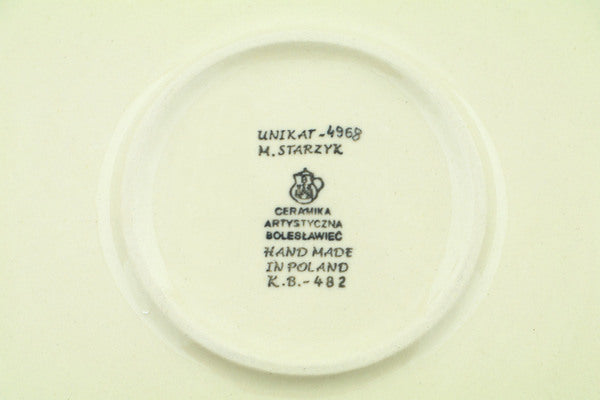 UNIKAT-4968
M. STARZYK
CERAMIKA
ARTYSTYCZNA
BOLESŁAWIEC
HAND MADE
IN POLAND
K.B.-482